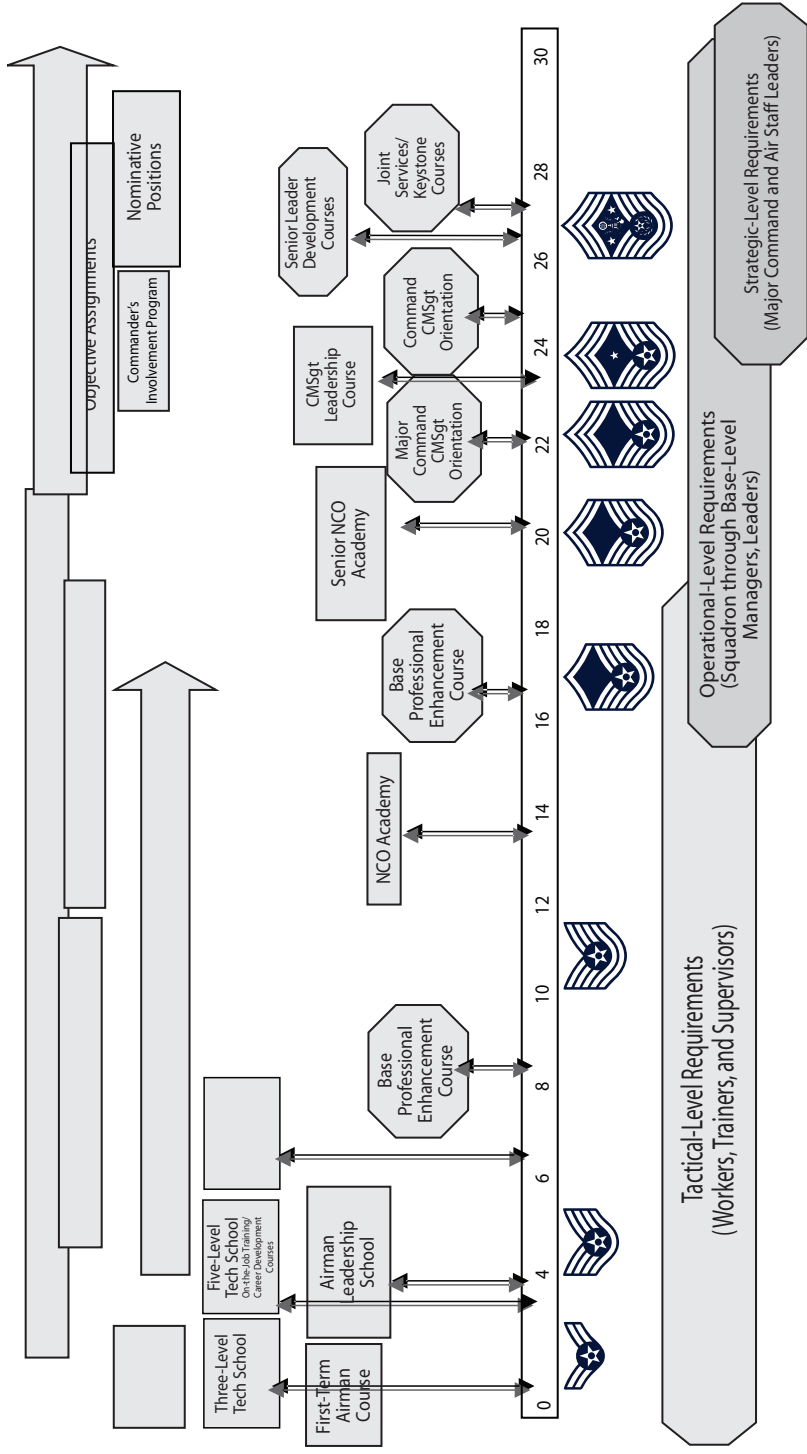 Objective Assignments
Commander's
Involvement Program
Nominative
Positions
Three-Level
Tech School
Five-Level
Tech School
On-the-Job Training/
Career Development
Courses
First-Term
Airman
Course
Airman
Leadership
School
Base
Professional
Enhancement
Course
NCO Academy
Base
Professional
Enhancement
Course
Senior NCO
Academy
Major
Command
CMSgt
Orientation
CMSgt
Leadership
Course
Command
CMSgt
Orientation
Senior Leader
Development
Courses
Joint
Services/
Keystone
Courses
0 4 6 8 10 12 14 16 18 20 22 24 26 28 30
Tactical-Level Requirements
(Workers, Trainers, and Supervisors)
Operational-Level Requirements
(Squadron through Base-Level
Managers, Leaders)
Strategic-Level Requirements
(Major Command and Air Staff Leaders)